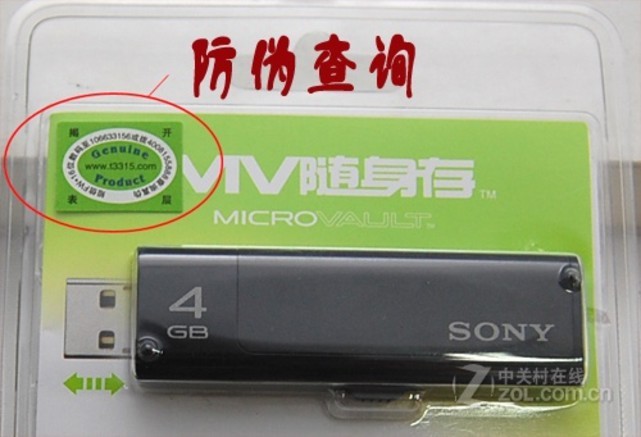 防伪查询
揭 开
Genuine
www.t3315.com
Product
表 层
MV随身存™
MICROVAULT™
4
GB
SONY
中关村在线
zol.com.cn